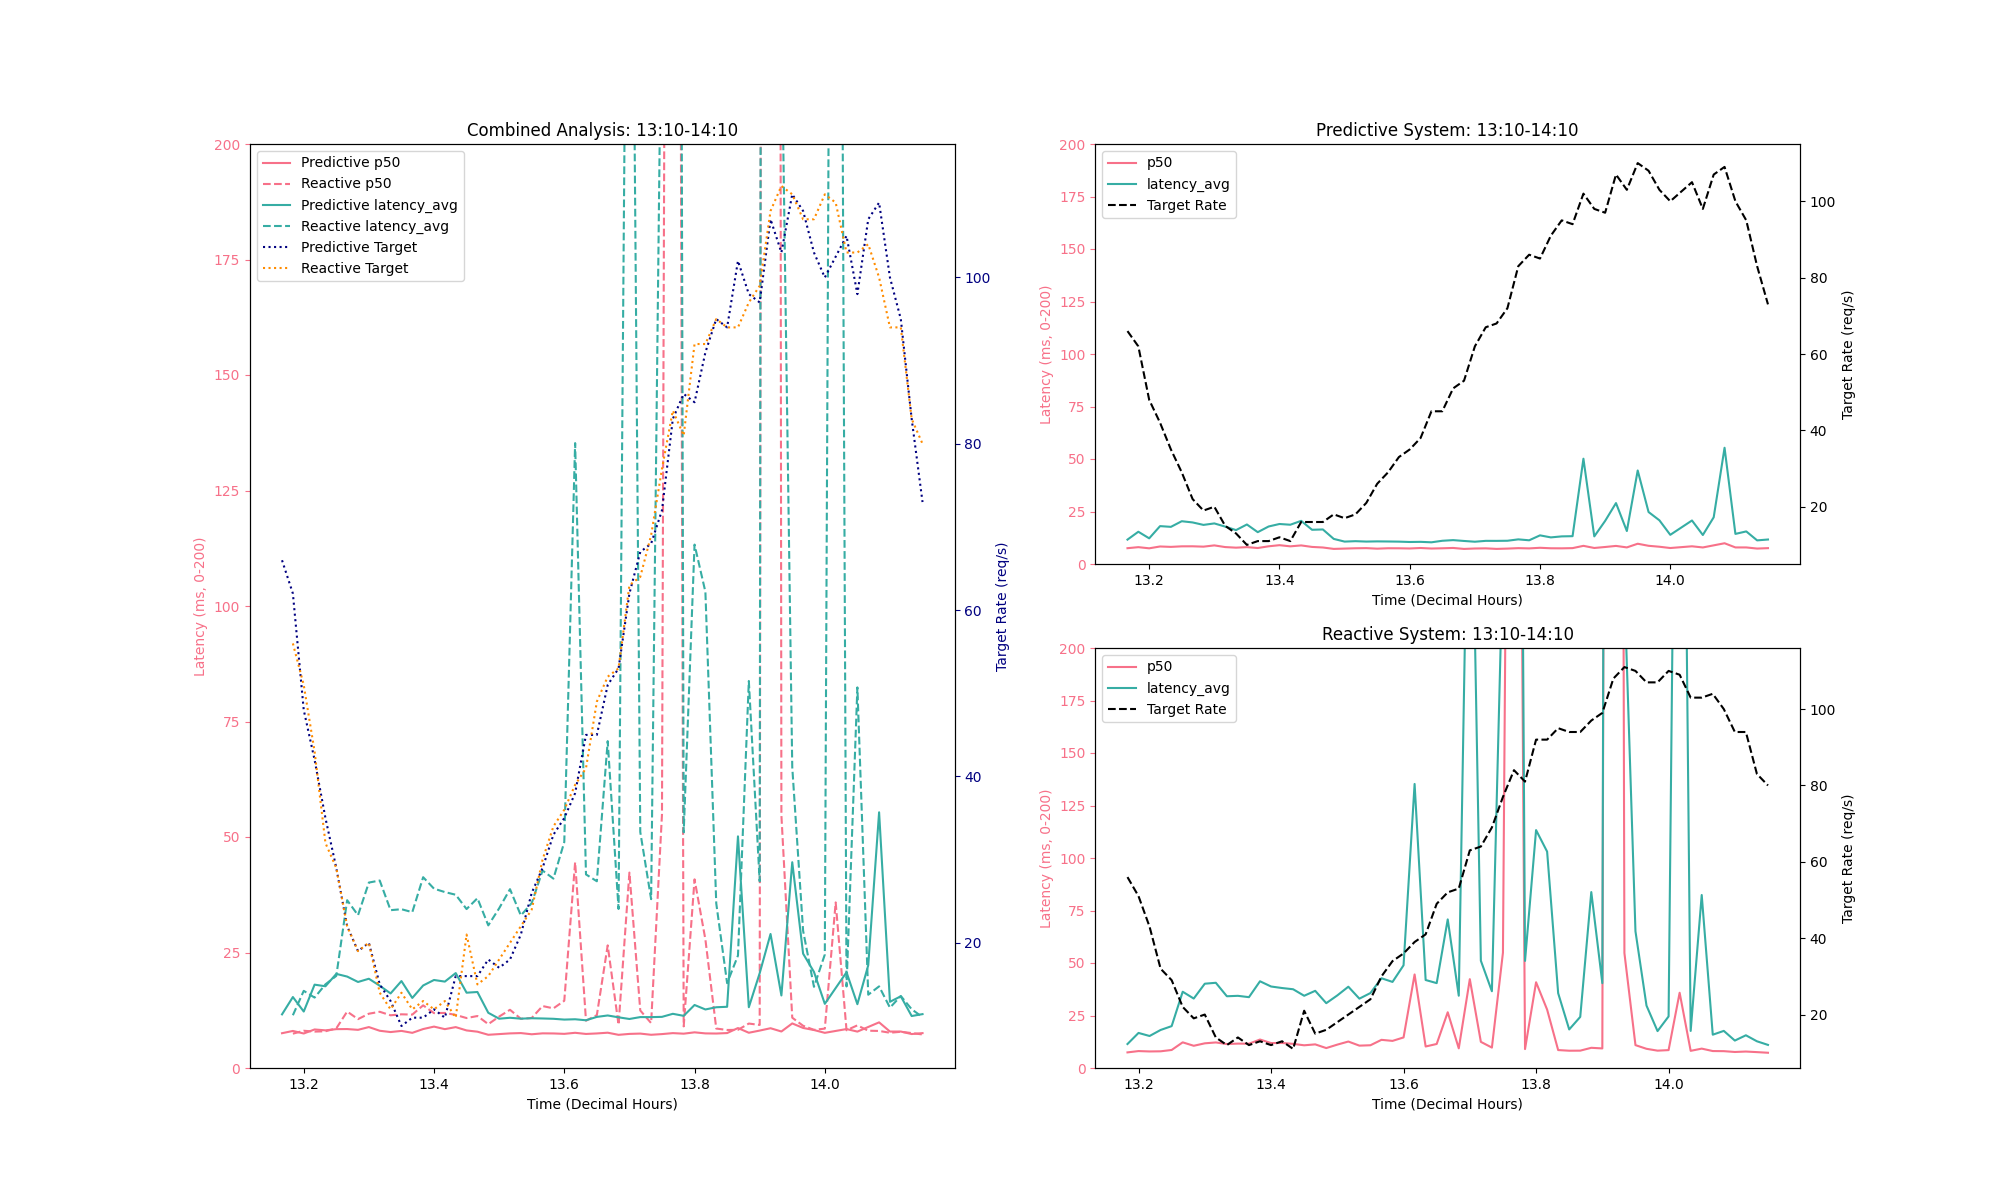 Combined Analysis: 13:10-14:10
200
175
150
125
100
75
50
25
0
Latency (ms, 0-200)
Predictive p50
Reactive p50
Predictive latency_avg
Reactive latency_avg
Predictive Target
Reactive Target
100
80
60
40
20
Target Rate (req/s)
13.2 13.4 13.6 13.8 14.0
Time (Decimal Hours)
Predictive System: 13:10-14:10
200
175
150
125
100
75
50
25
0
Latency (ms, 0-200)
p50
latency_avg
Target Rate
100
80
60
40
20
Target Rate (req/s)
13.2 13.4 13.6 13.8 14.0
Time (Decimal Hours)
Reactive System: 13:10-14:10
200
175
150
125
100
75
50
25
0
Latency (ms, 0-200)
p50
latency_avg
Target Rate
100
80
60
40
20
Target Rate (req/s)
13.2 13.4 13.6 13.8 14.0
Time (Decimal Hours)